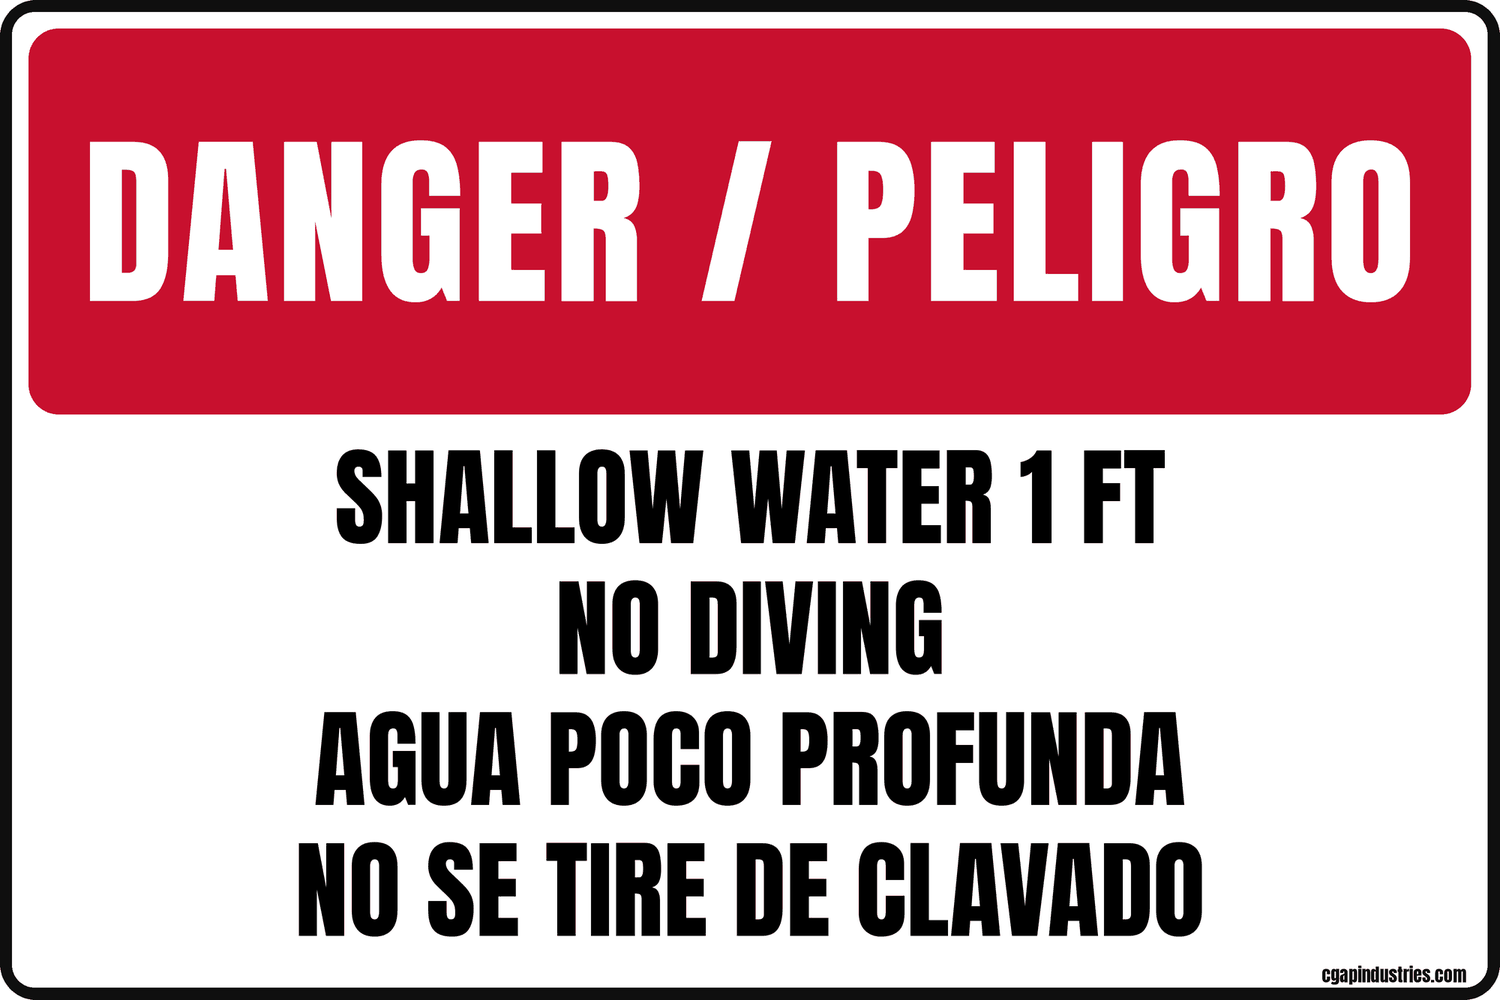 DANGER / PELIGRO
SHALLOW WATER 1 FT
NO DIVING
AGUA POCO PROFUNDA
NO SE TIRE DE CLAVADO
cgapindustries.com